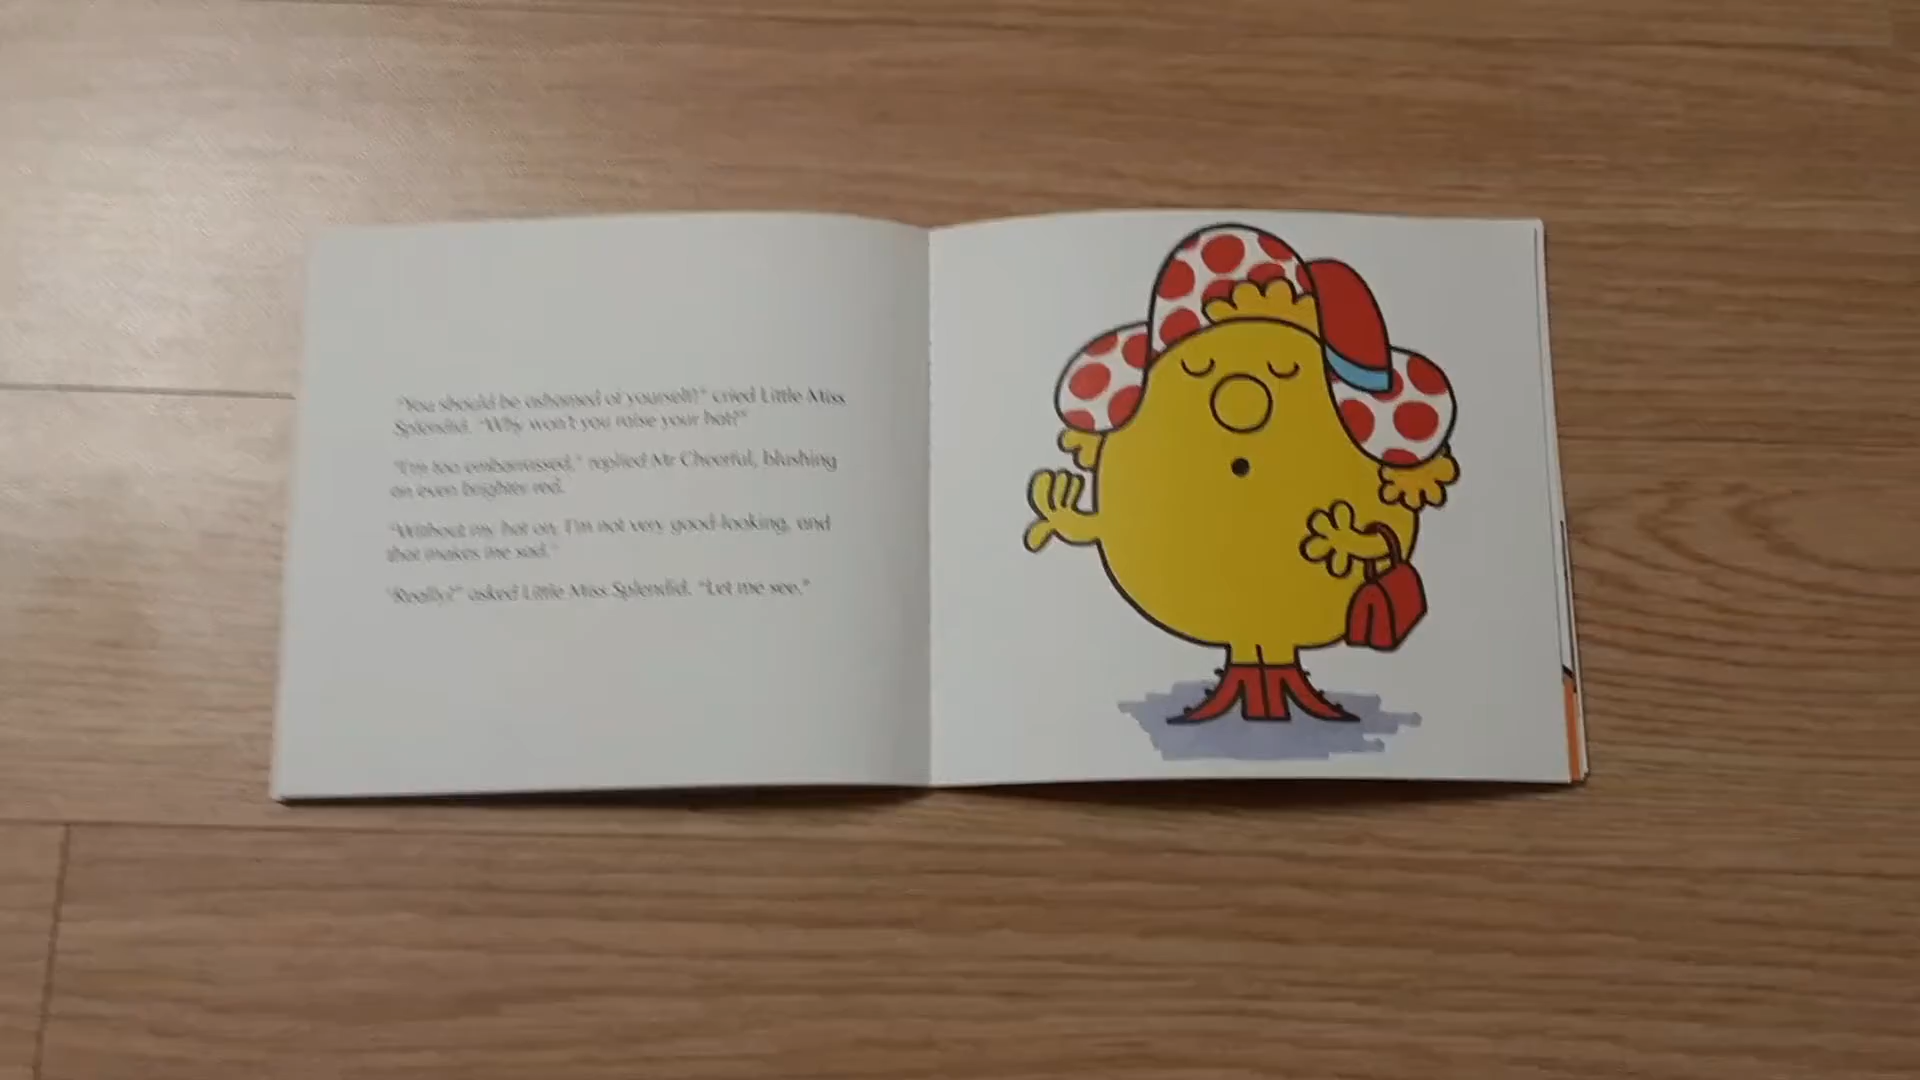 "You should be ashamed of yourself!" cried Little Miss
Splendid. "Why won't you raise your hat?"
"I'm too embarrassed," replied Mr Cheerful, blushing
an even brighter red.
"Without my hat on, I'm not very good-looking, and
that makes me sad."
"Really?" asked Little Miss Splendid. "Let me see."